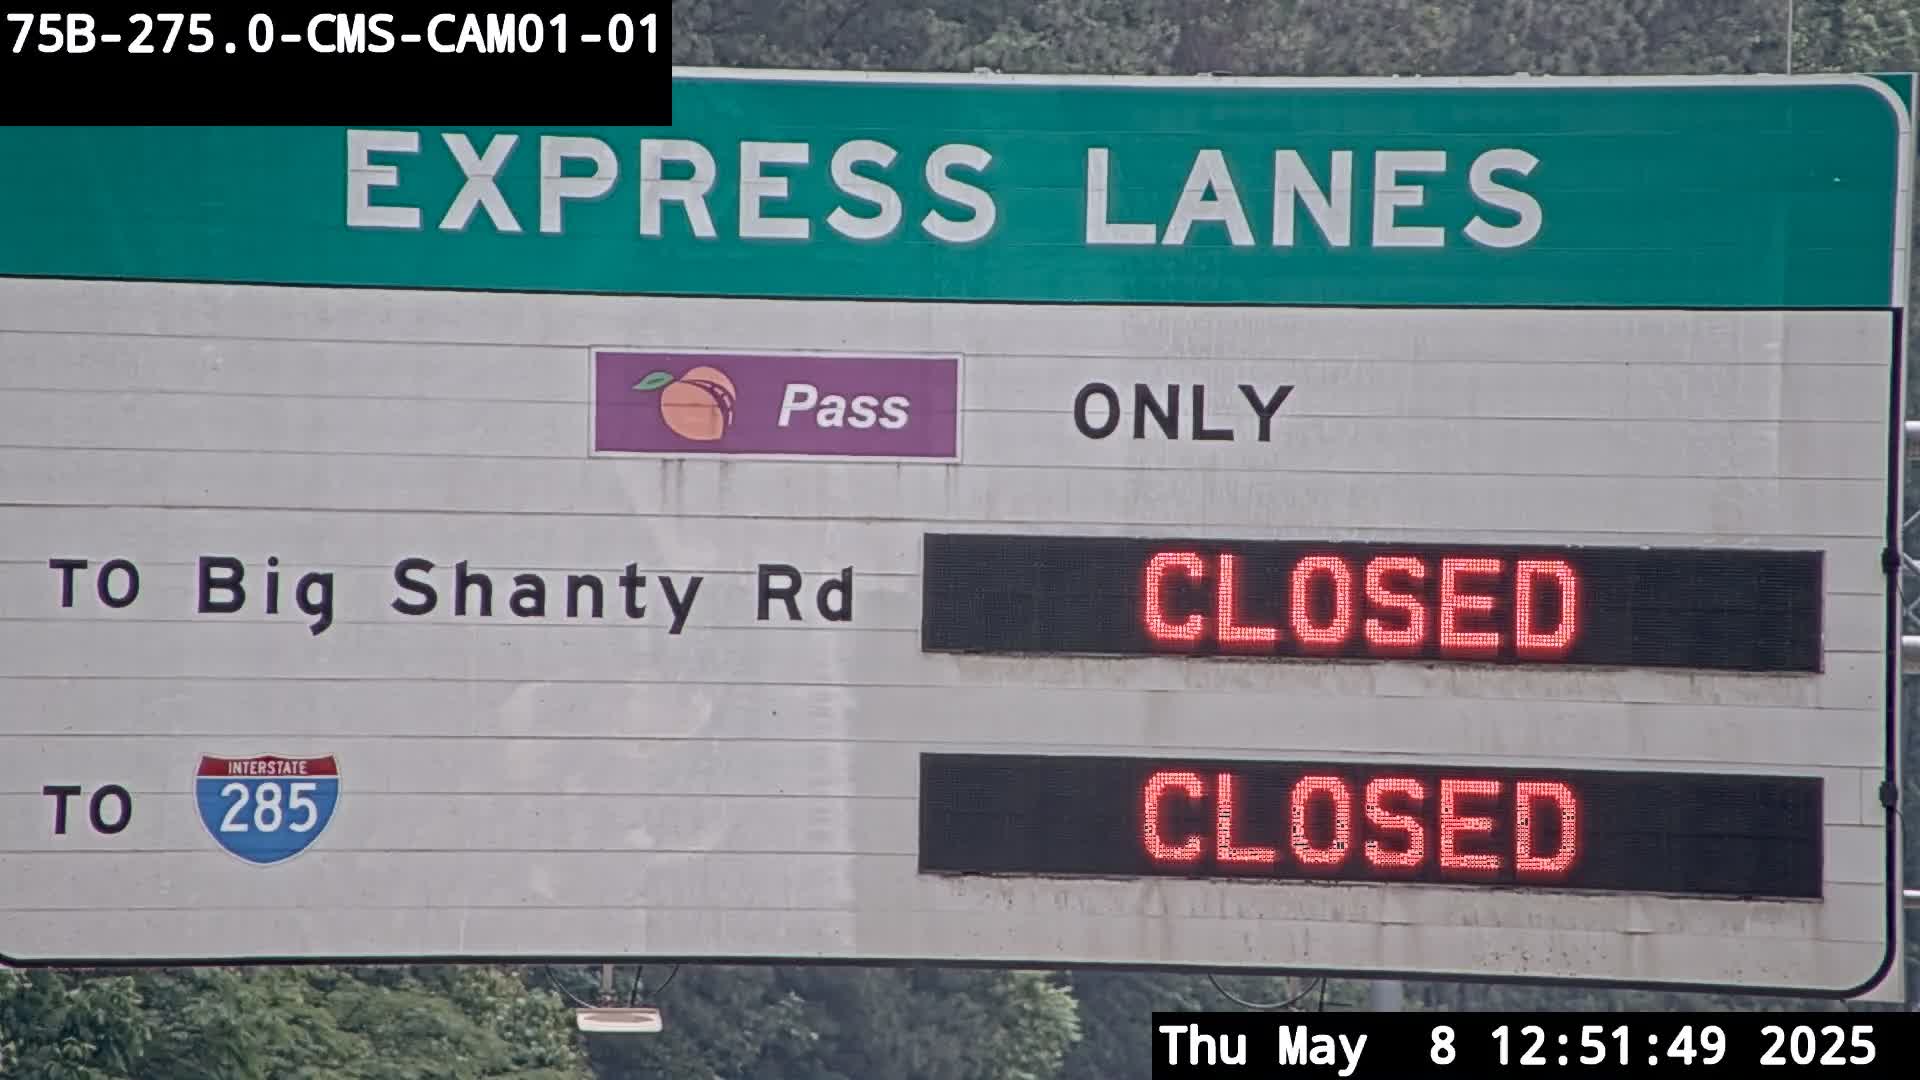 75B-275.0-CMS-CAM01-01
EXPRESS LANES
Pass ONLY
TO Big Shanty Rd CLOSED
TO INTERSTATE 285 CLOSED
Thu May 8 12:51:49 2025